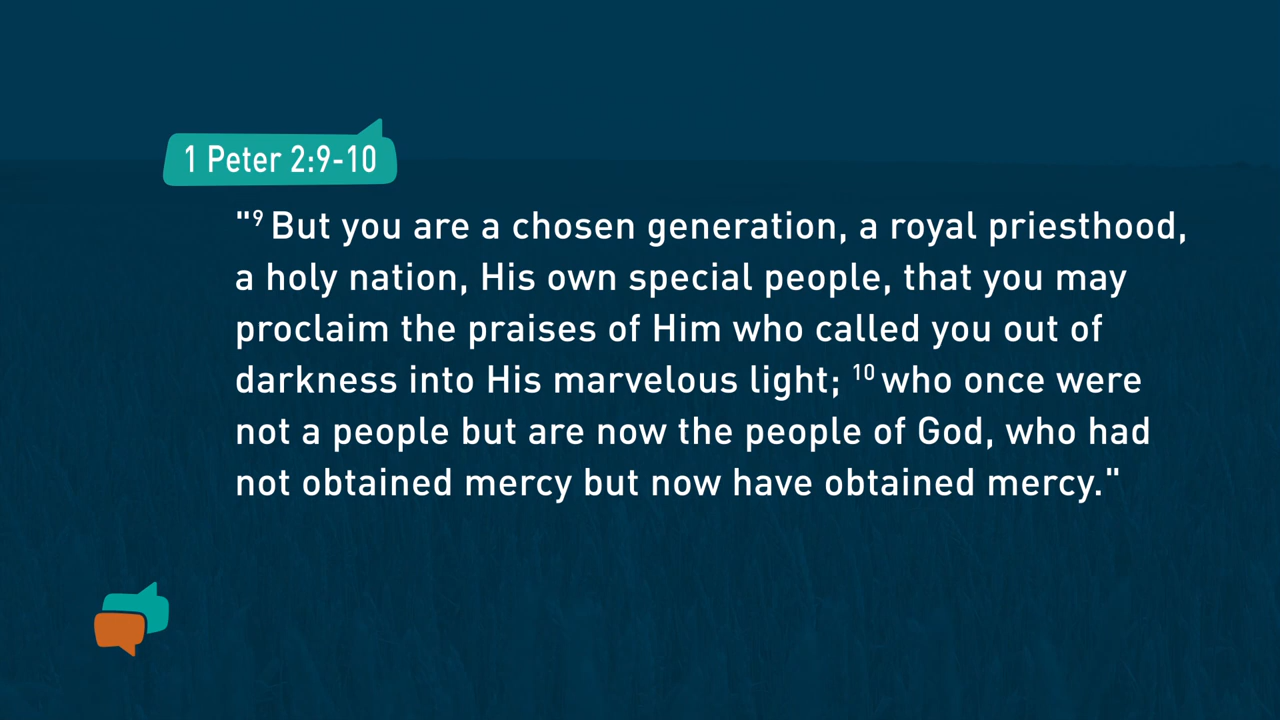 1 Peter 2:9-10
"⁹ But you are a chosen generation, a royal priesthood,
a holy nation, His own special people, that you may
proclaim the praises of Him who called you out of
darkness into His marvelous light; ¹⁰ who once were
not a people but are now the people of God, who had
not obtained mercy but now have obtained mercy."